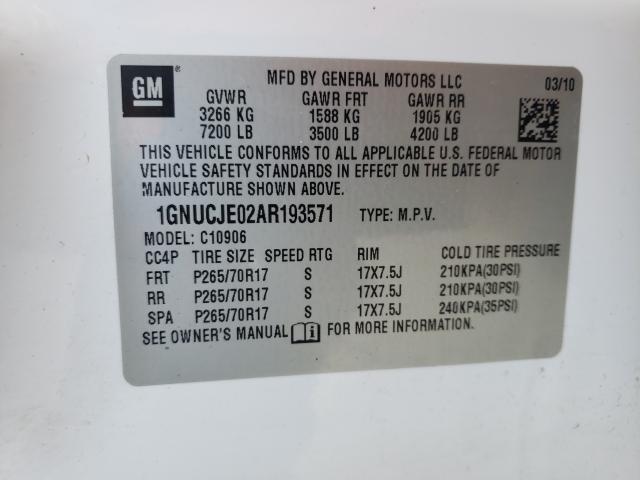 GM ®
MFD BY GENERAL MOTORS LLC 03/10
GVWR GAWR FRT GAWR RR
3266 KG 1588 KG 1905 KG
7200 LB 3500 LB 4200 LB
THIS VEHICLE CONFORMS TO ALL APPLICABLE U.S. FEDERAL MOTOR
VEHICLE SAFETY STANDARDS IN EFFECT ON THE DATE OF
MANUFACTURE SHOWN ABOVE.
1GNUCJE02AR193571 TYPE: M.P.V.
MODEL: C10906
CC4P TIRE SIZE SPEED RTG RIM COLD TIRE PRESSURE
FRT P265/70R17 S 17X7.5J 210KPA(30PSI)
RR P265/70R17 S 17X7.5J 210KPA(30PSI)
SPA P265/70R17 S 17X7.5J 240KPA(35PSI)
SEE OWNER'S MANUAL FOR MORE INFORMATION.